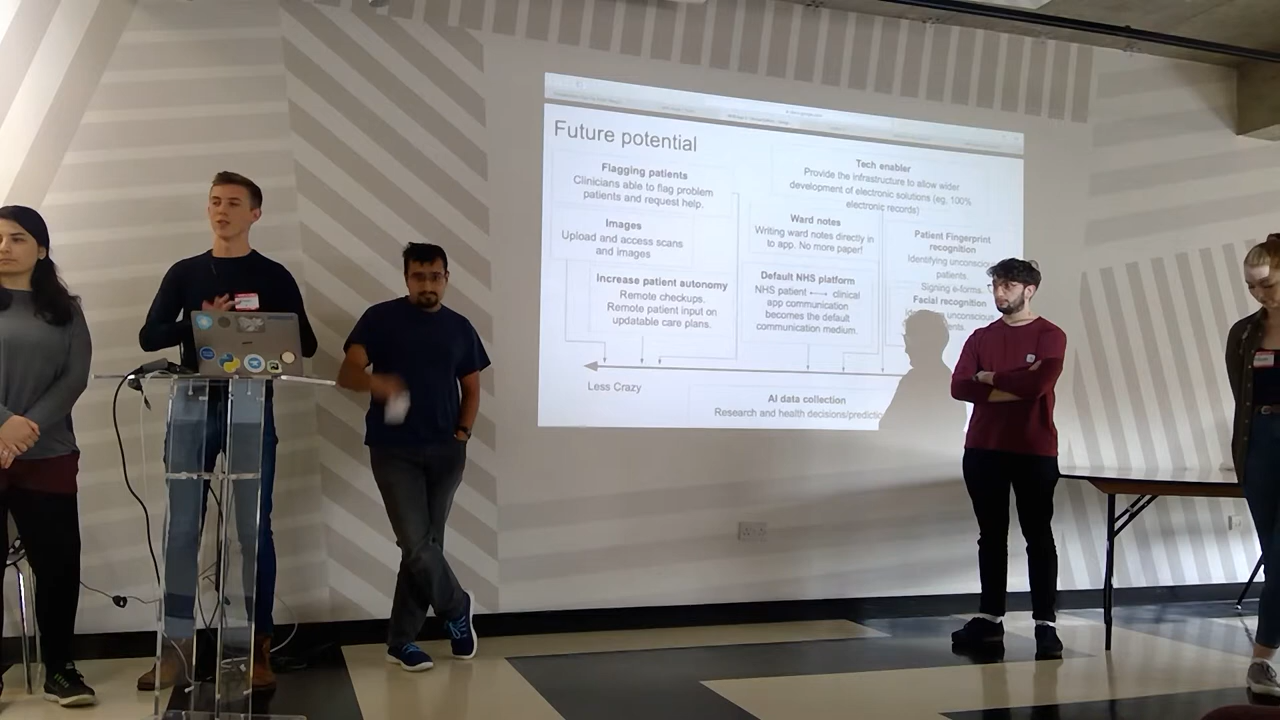 Future potential
Flagging patients
Clinicians able to flag problem
patients and request help.
Images
Upload and access scans
and images
Increase patient autonomy
Remote checkups.
Remote patient input on
updatable care plans.
Tech enabler
Provide the infrastructure to allow wider
development of electronic solutions (eg, 100%
electronic records)
Ward notes
Writing ward notes directly in
to app. No more paper!
Default NHS platform
NHS patient ⟷ clinical
app communication
becomes the default
communication medium.
Patient Fingerprint
recognition
Identifying unconscious
patients.
Signing e-forms.
Facial recognition
unconscious
Less Crazy
AI data collection
Research and health decisions/predictio